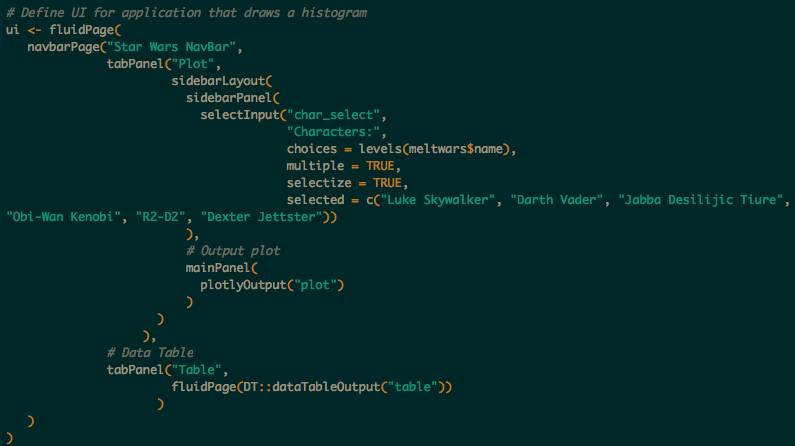 # Define UI for application that draws a histogram
ui <- fluidPage(
navbarPage("Star Wars NavBar",
tabPanel("Plot",
sidebarLayout(
sidebarPanel(
selectInput("char_select",
"Characters:",
choices = levels(meltwars$name),
multiple = TRUE,
selectize = TRUE,
selected = c("Luke Skywalker", "Darth Vader", "Jabba Desilijic Tiure",
"Obi-Wan Kenobi", "R2-D2", "Dexter Jettster"))
),
# Output plot
mainPanel(
plotlyOutput("plot")
)
)
),
# Data Table
tabPanel("Table",
fluidPage(DT::dataTableOutput("table"))
)
)
)